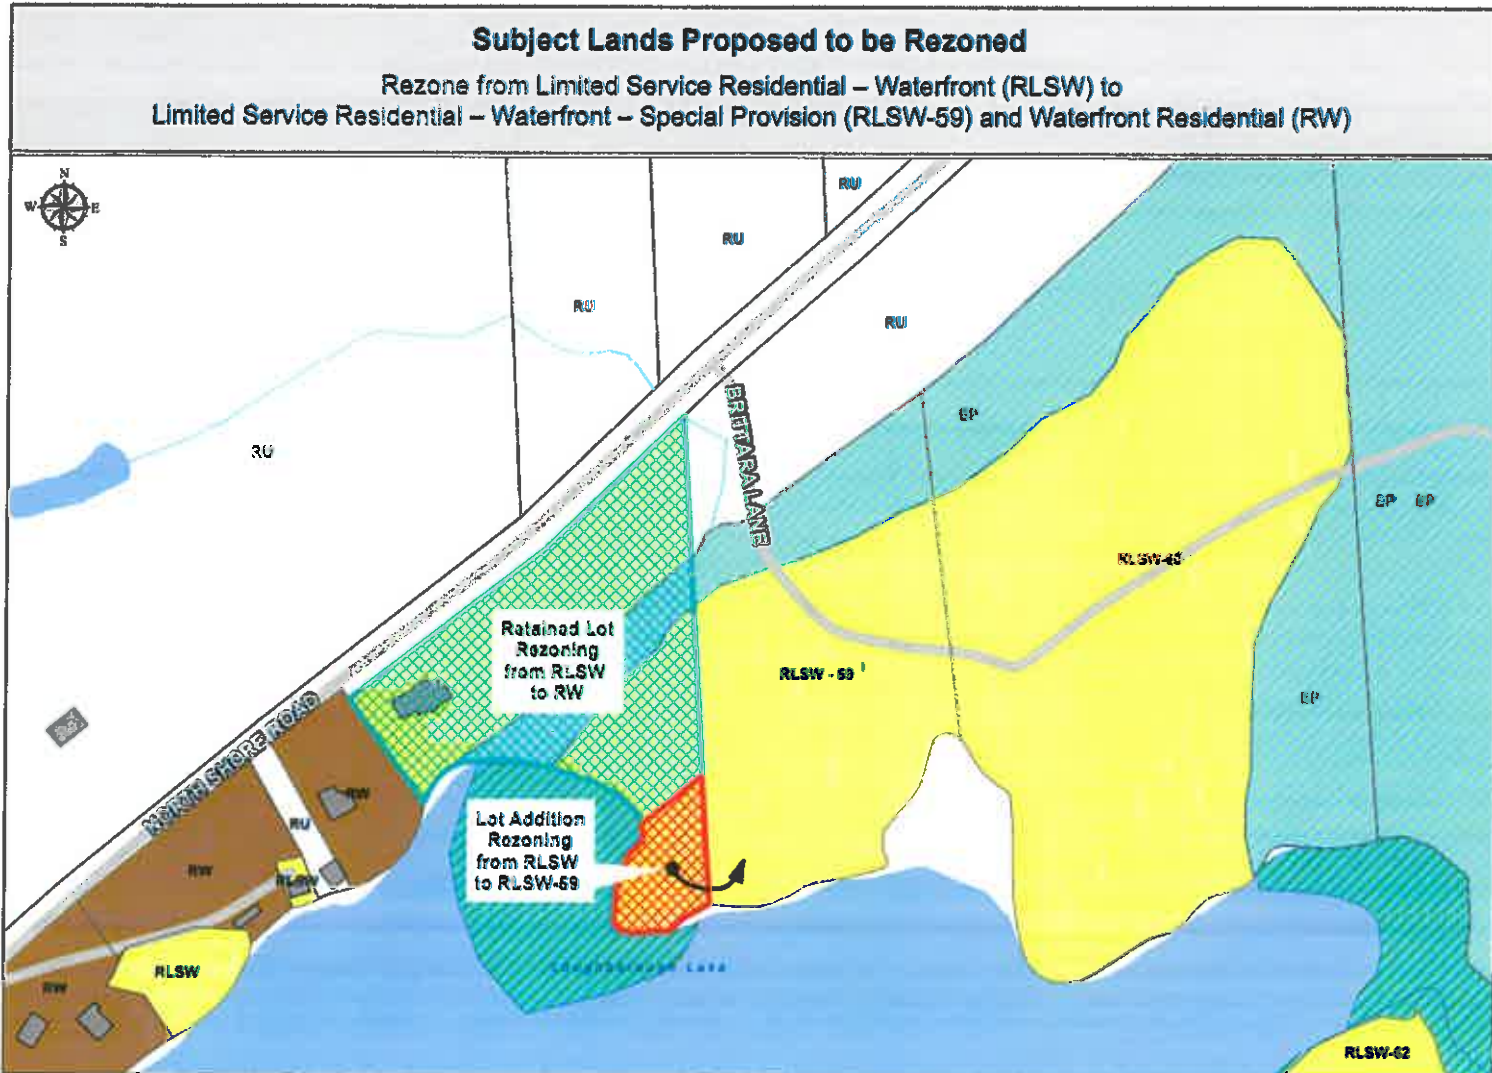 Subject Lands Proposed to be Rezoned
Rezone from Limited Service Residential – Waterfront (RLSW) to
Limited Service Residential – Waterfront – Special Provision (RLSW-59) and Waterfront Residential (RW)
N
W
E
S
RU
RU
RU
RU
RU
BRITTARA LANE
EP
EP
EP
RLSW - 59
Retained Lot
Rezoning
from RLSW
to RW
EP
NORTH SHORE ROAD
RW
RU
Lot Addition
Rezoning
from RLSW
to RLSW-59
RW
RLSW
RLSW
Loughborough Lake
RW
RLSW-62